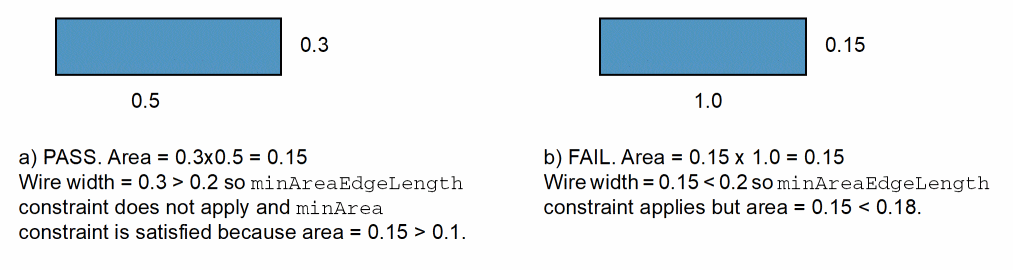 0.3
0.5
a) PASS. Area = 0.3x0.5 = 0.15
Wire width = 0.3 > 0.2 so minAreaEdgeLength
constraint does not apply and minArea
constraint is satisfied because area = 0.15 > 0.1.
0.15
1.0
b) FAIL. Area = 0.15 x 1.0 = 0.15
Wire width = 0.15 < 0.2 so minAreaEdgeLength
constraint applies but area = 0.15 < 0.18.